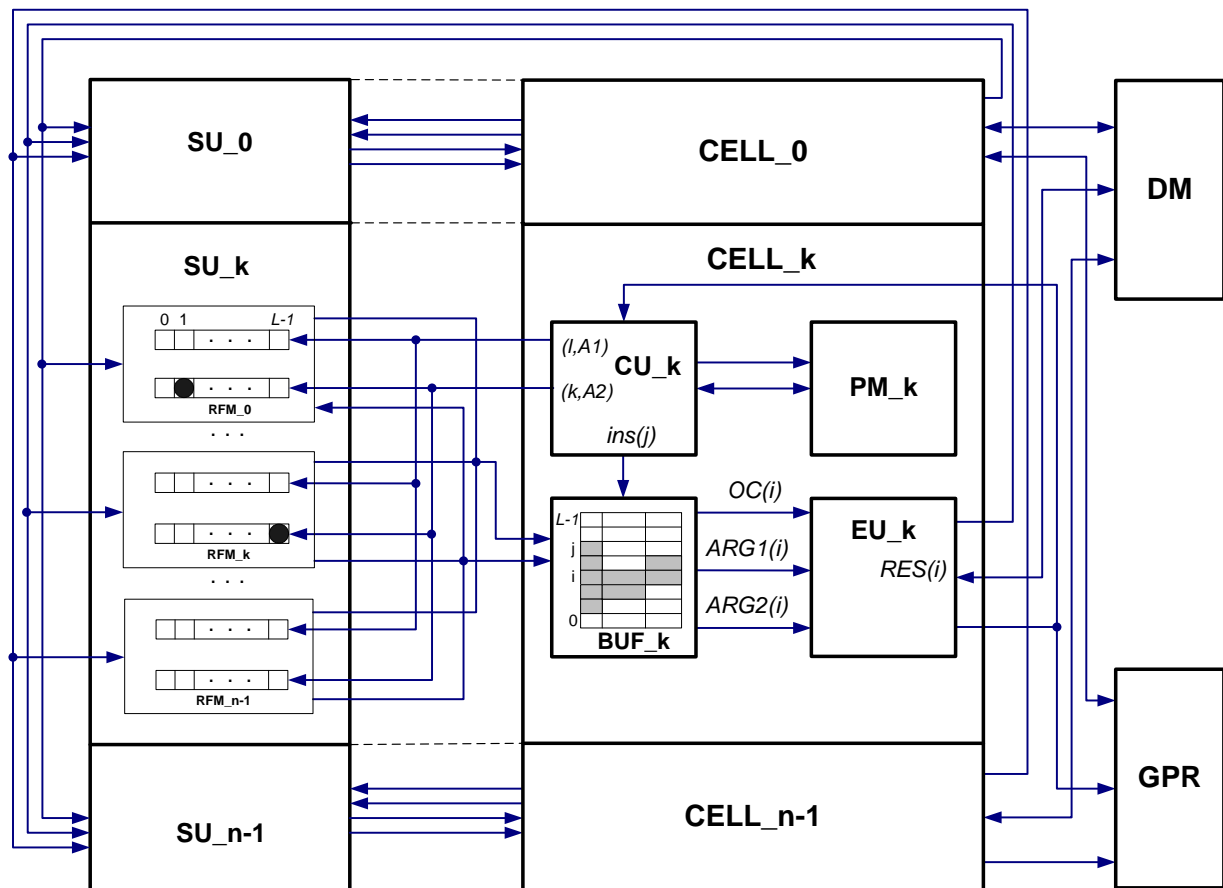 SU_0
CELL_0
DM
SU_k
CELL_k
0 1 L-1
. . .
(l,A1)
CU_k
PM_k
. . .
(k,A2)
RFM_0
. . .
ins(j)
. . .
. . .
RFM_k
. . .
OC(i)
L-1
EU_k
j
ARG1(i)
i
RES(i)
ARG2(i)
0
BUF_k
. . .
. . .
RFM_n-1
GPR
SU_n-1
CELL_n-1